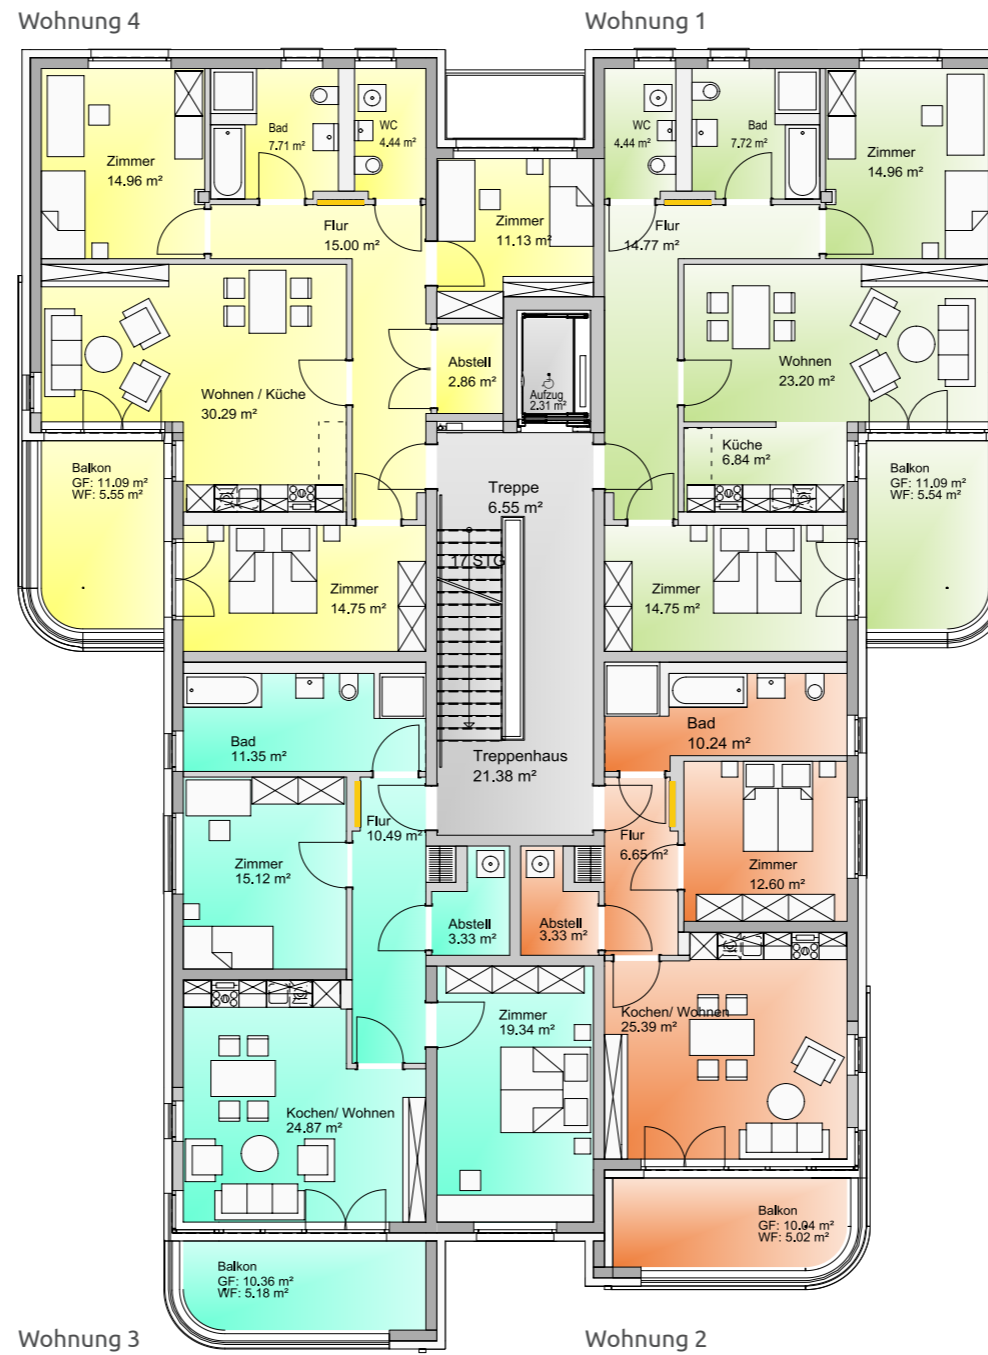 Wohnung 4
Wohnung 1
Zimmer
14.96 m²
Bad
7.71 m²
WC
4.44 m²
Flur
15.00 m²
Zimmer
11.13 m²
WC
4.44 m²
Bad
7.72 m²
Zimmer
14.96 m²
Flur
14.77 m²
Wohnen / Küche
30.29 m²
Abstell
2.86 m²
Aufzug
2.31 m²
Wohnen
23.20 m²
Küche
6.84 m²
Balkon
GF: 11.09 m²
WF: 5.55 m²
Treppe
6.55 m²
Balkon
GF: 11.09 m²
WF: 5.54 m²
17 STG
Zimmer
14.75 m²
Zimmer
14.75 m²
Bad
11.35 m²
Treppenhaus
21.38 m²
Bad
10.24 m²
Flur
10.49 m²
Flur
6.65 m²
Zimmer
15.12 m²
Zimmer
12.60 m²
Abstell
3.33 m²
Abstell
3.33 m²
Zimmer
19.34 m²
Kochen/ Wohnen
25.39 m²
Kochen/ Wohnen
24.87 m²
Balkon
GF: 10.04 m²
WF: 5.02 m²
Balkon
GF: 10.36 m²
WF: 5.18 m²
Wohnung 3
Wohnung 2